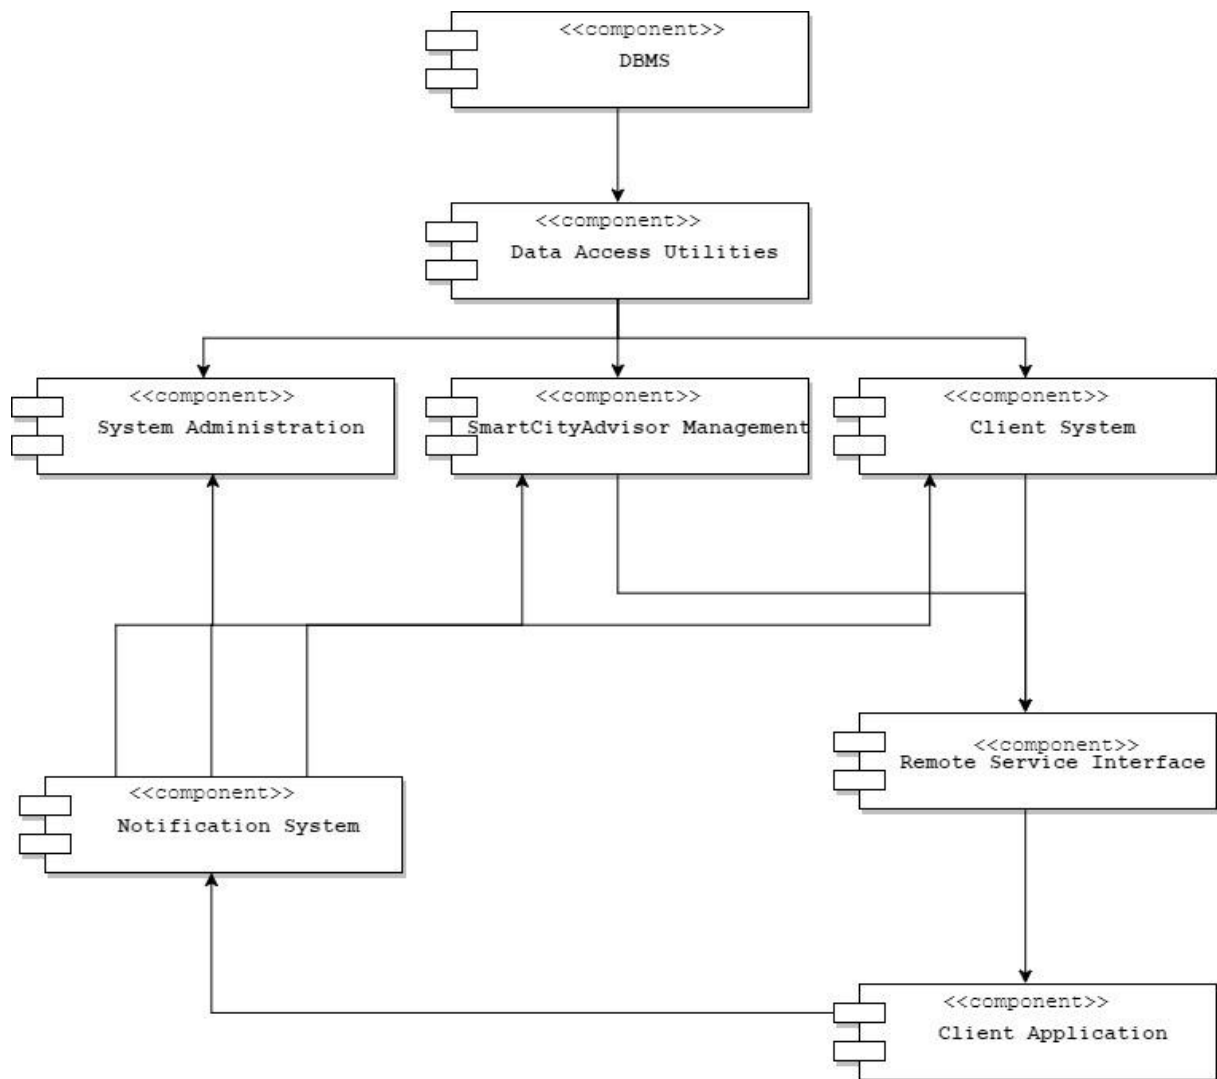 <<component>>
DBMS
<<component>>
Data Access Utilities
<<component>>
System Administration
<<component>>
SmartCityAdvisor Management
<<component>>
Client System
<<component>>
Remote Service Interface
<<component>>
Notification System
<<component>>
Client Application